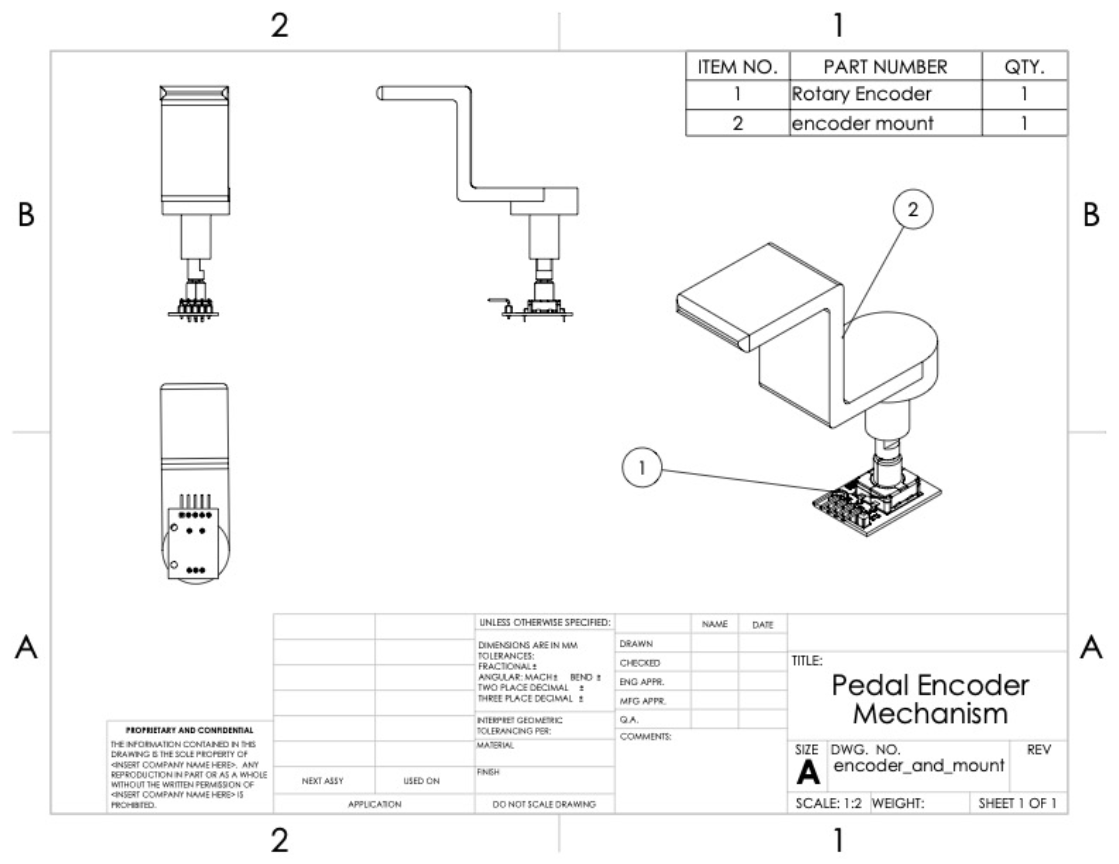 2 1
ITEM NO. PART NUMBER QTY.
1 Rotary Encoder 1
2 encoder mount 1
B B
2
1
A A
UNLESS OTHERWISE SPECIFIED:
DIMENSIONS ARE IN MM
TOLERANCES:
FRACTIONAL ±
ANGULAR: MACH ± BEND ±
TWO PLACE DECIMAL ±
THREE PLACE DECIMAL ±
INTERPRET GEOMETRIC
TOLERANCING PER:
MATERIAL
FINISH
DO NOT SCALE DRAWING
NAME DATE
DRAWN
CHECKED
ENG APPR.
MFG APPR.
Q.A.
COMMENTS:
TITLE:
Pedal Encoder
Mechanism
SIZE DWG. NO. REV
A encoder_and_mount
SCALE: 1:2 WEIGHT: SHEET 1 OF 1
PROPRIETARY AND CONFIDENTIAL
THE INFORMATION CONTAINED IN THIS
DRAWING IS THE SOLE PROPERTY OF
<INSERT COMPANY NAME HERE>. ANY
REPRODUCTION IN PART OR AS A WHOLE
WITHOUT THE WRITTEN PERMISSION OF
<INSERT COMPANY NAME HERE> IS
PROHIBITED.
NEXT ASSY USED ON
APPLICATION
2 1